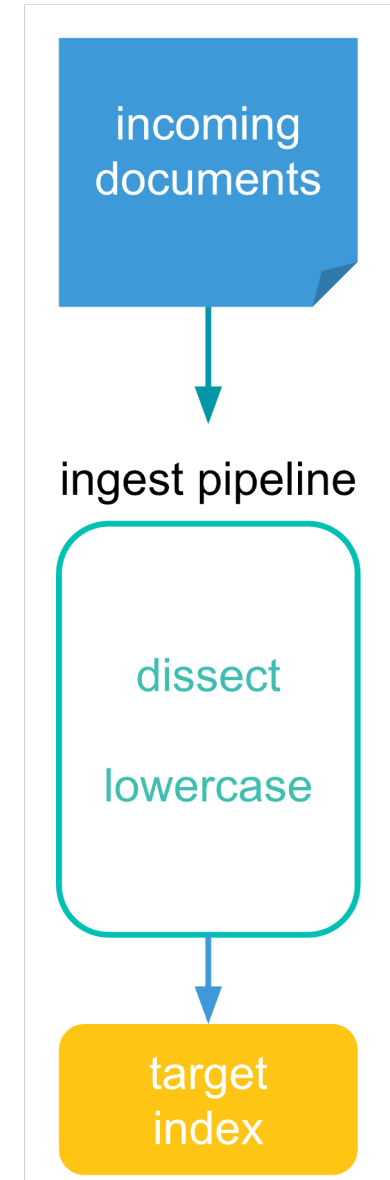 incoming
documents
ingest pipeline
dissect
lowercase
target
index